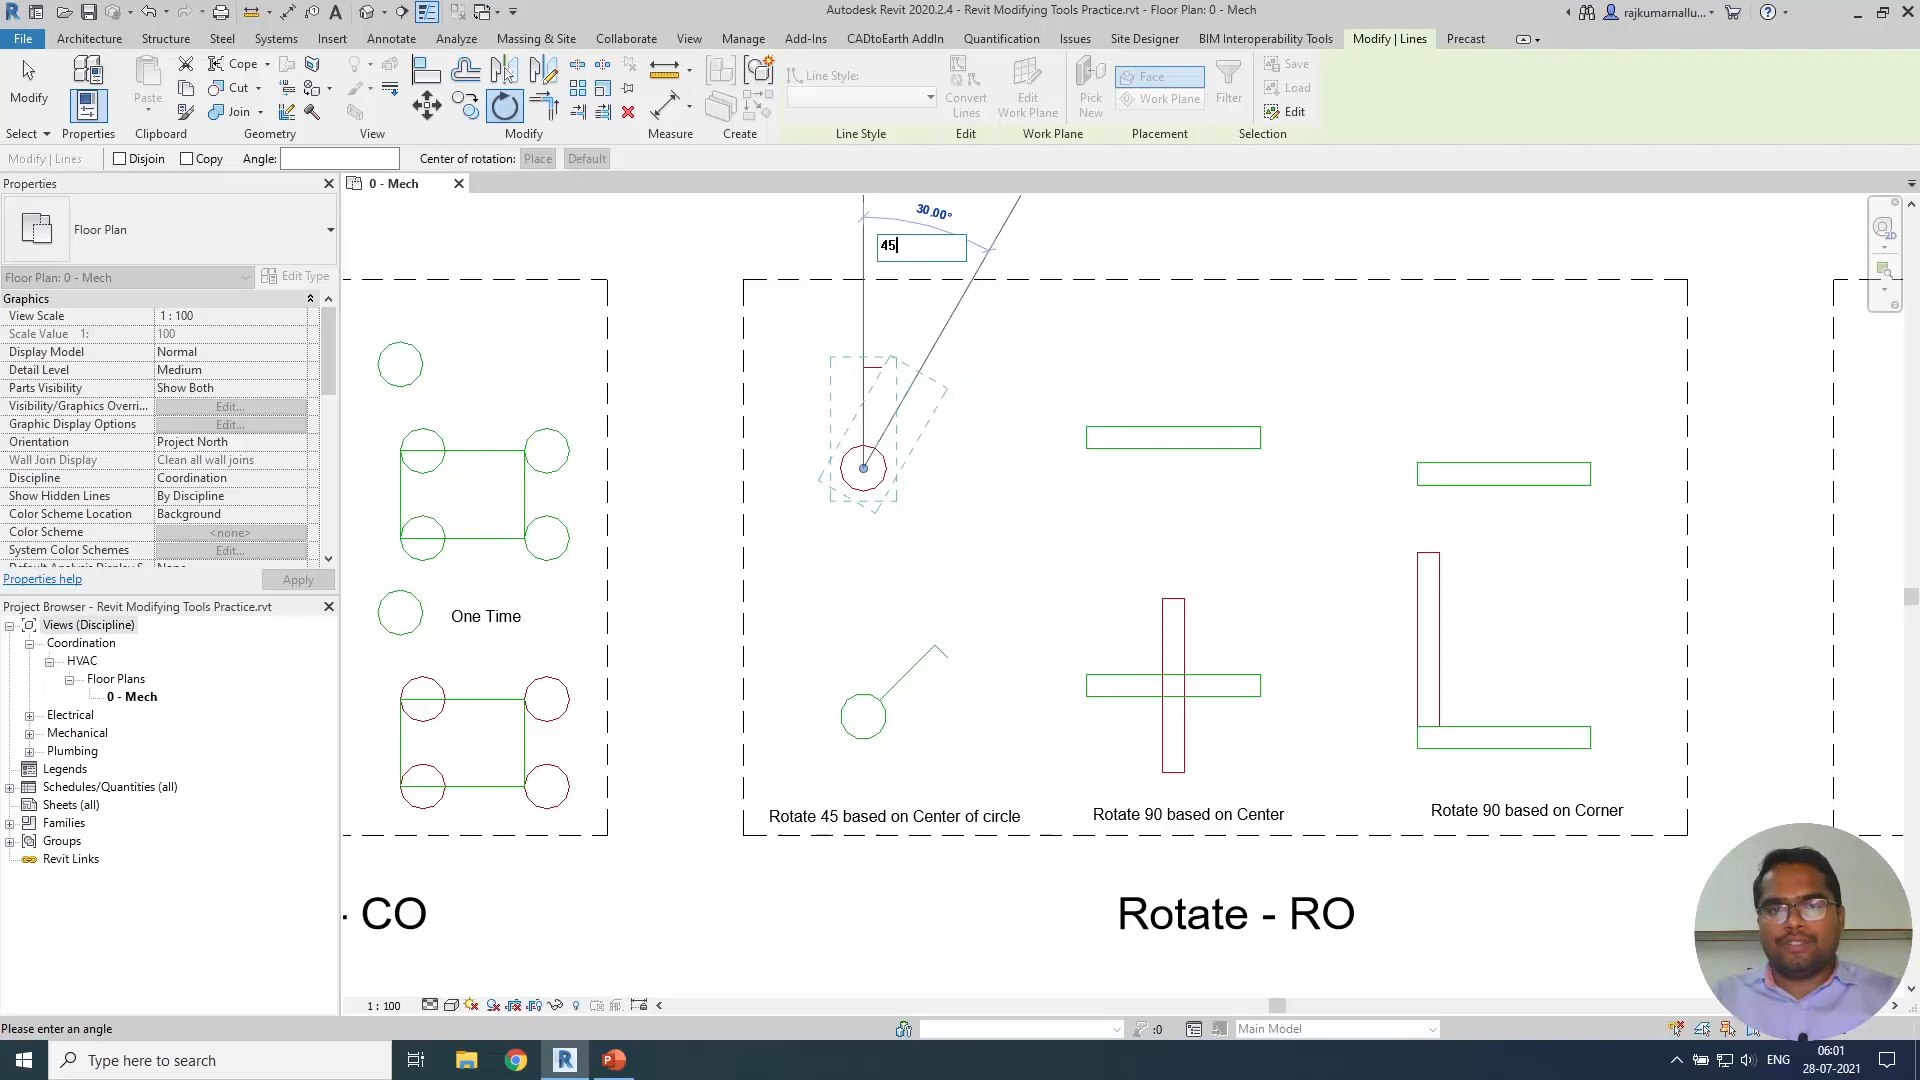 Autodesk Revit 2020.2.4 - Revit Modifying Tools Practice.rvt - Floor Plan: 0 - Mech
rajkumarnallu...
File Architecture Structure Steel Systems Insert Annotate Analyze Massing & Site Collaborate View Manage Add-Ins CADtoEarth AddIn Quantification Issues Site Designer BIM Interoperability Tools Modify | Lines Precast
Modify
Paste
Cope
Cut
Join
Line Style:
Convert Lines
Edit Work Plane
Pick New
Face
Work Plane
Filter
Save
Load
Edit
Select Properties Clipboard Geometry View Modify Measure Create Line Style Edit Work Plane Placement Selection
Modify | Lines Disjoin Copy Angle: Center of rotation: Place Default
Properties
Floor Plan
Floor Plan: 0 - Mech Edit Type
Graphics
View Scale 1 : 100
Scale Value 1: 100
Display Model Normal
Detail Level Medium
Parts Visibility Show Both
Visibility/Graphics Overri... Edit...
Graphic Display Options Edit...
Orientation Project North
Wall Join Display Clean all wall joins
Discipline Coordination
Show Hidden Lines By Discipline
Color Scheme Location Background
Color Scheme <none>
System Color Schemes Edit...
Properties help Apply
Project Browser - Revit Modifying Tools Practice.rvt
Views (Discipline)
Coordination
HVAC
Floor Plans
0 - Mech
Electrical
Mechanical
Plumbing
Legends
Schedules/Quantities (all)
Sheets (all)
Families
Groups
Revit Links
0 - Mech
30.00°
45
One Time
Rotate 45 based on Center of circle
Rotate 90 based on Center
Rotate 90 based on Corner
- CO
Rotate - RO
2D
1 : 100
Please enter an angle
:0
Main Model
Type here to search
ENG
06:01
28-07-2021